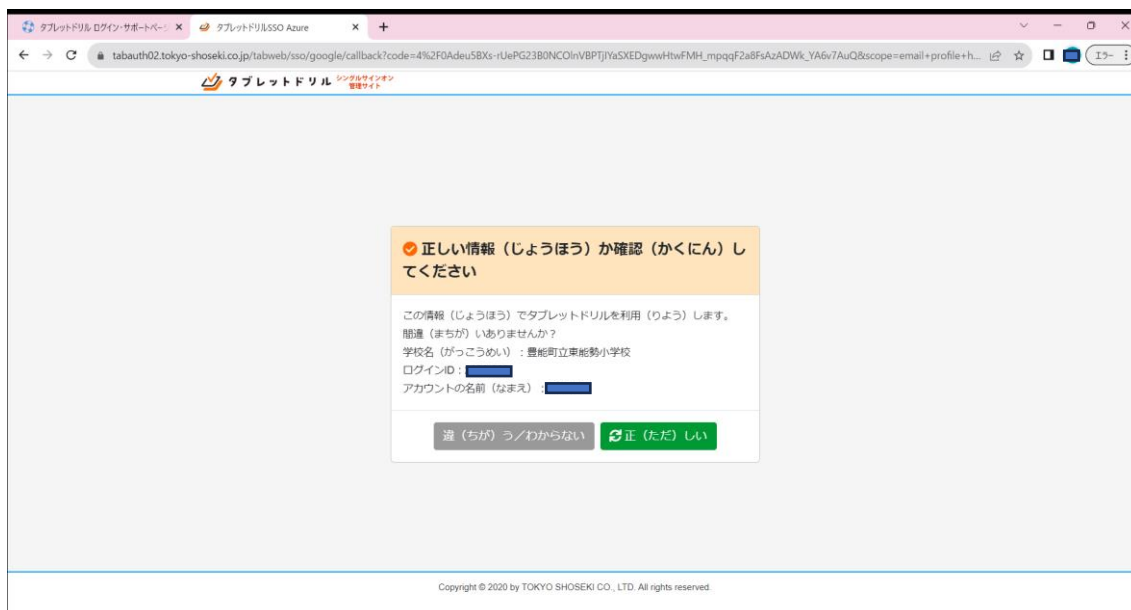 タブレットドリル ログイン・サポートペー
タブレットドリルSSO Azure
tabauth02.tokyo-shoseki.co.jp/tabweb/sso/google/callback?code=4%2F0Adeu5BXs-rUePG23B0NCOlnVBPTjIYaSXEDgwwHtwFMH_mpqqF2a8FsAzADWk_YA6v7AuQ&scope=email+profile+h...
エラー
タブレットドリル シングルサインオン
管理サイト
正しい情報（じょうほう）か確認（かくにん）し
てください
この情報（じょうほう）でタブレットドリルを利用（りよう）します。
間違（まちが）いありませんか？
学校名（がっこうめい）：豊能町立東能勢小学校
ログインID：
アカウントの名前（なまえ）：
違（ちが）う／わからない
正（ただ）しい
Copyright © 2020 by TOKYO SHOSEKI CO., LTD. All rights reserved.